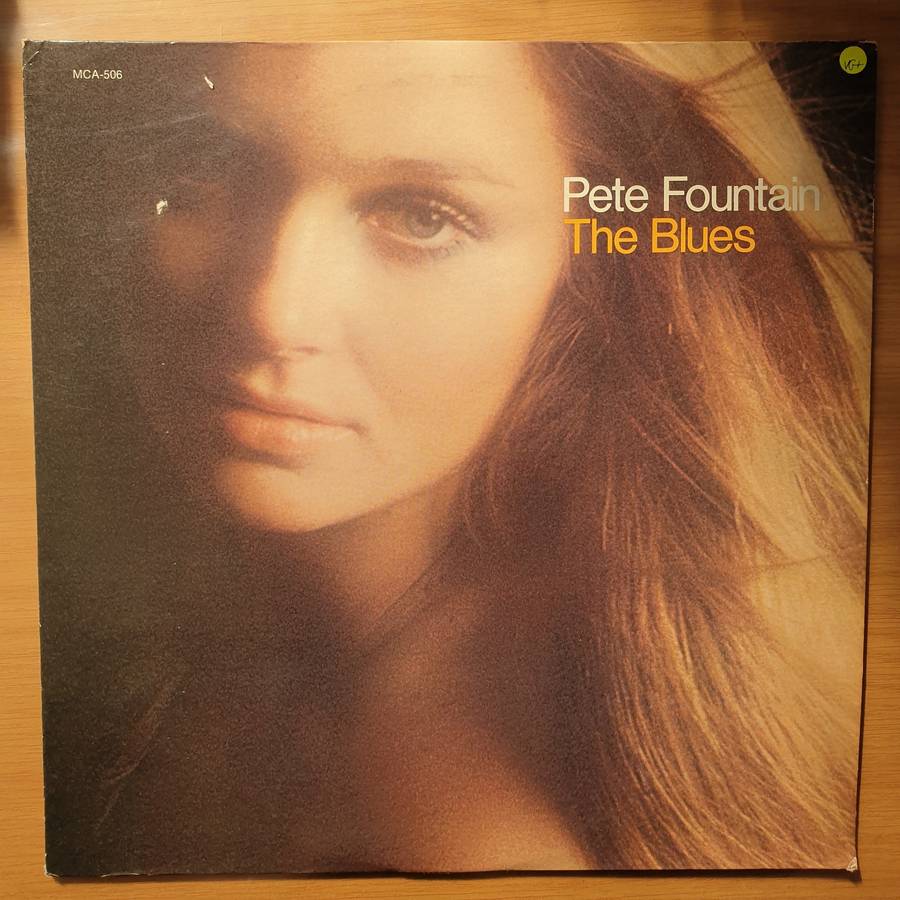 MCA-506
VG+
Pete Fountain
The Blues